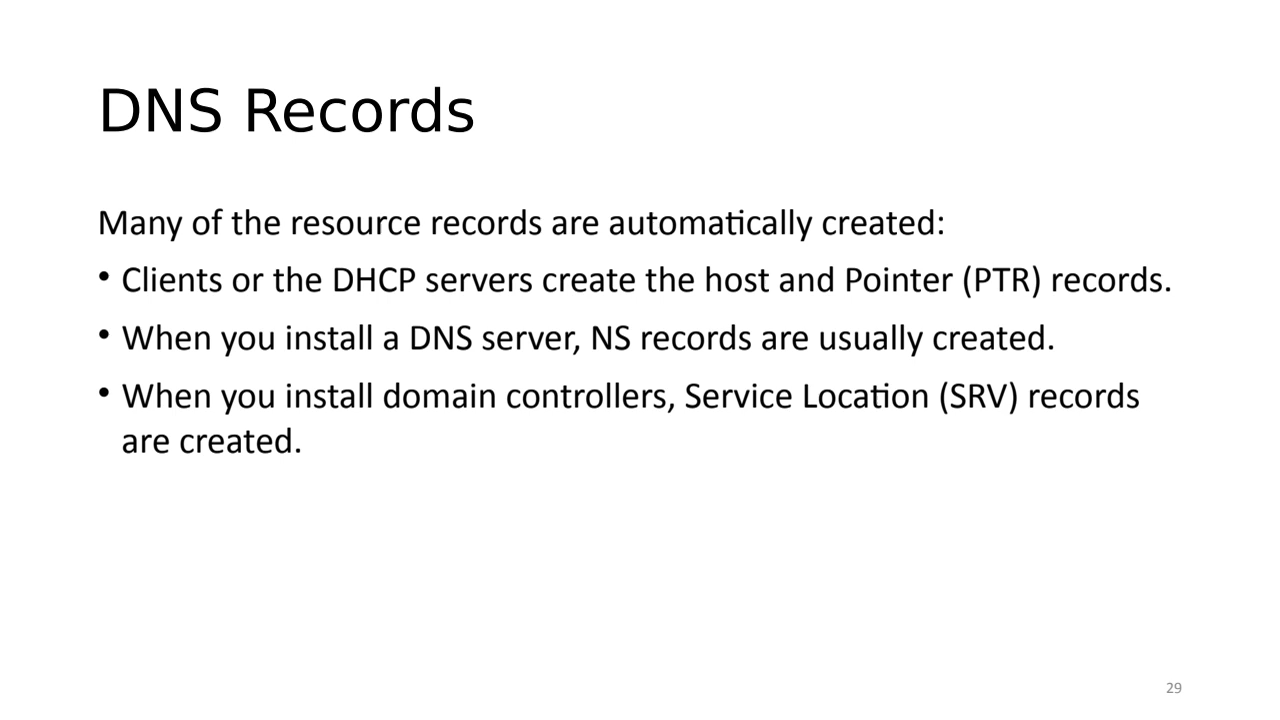 DNS Records
Many of the resource records are automatically created:
• Clients or the DHCP servers create the host and Pointer (PTR) records.
• When you install a DNS server, NS records are usually created.
• When you install domain controllers, Service Location (SRV) records
are created.
29